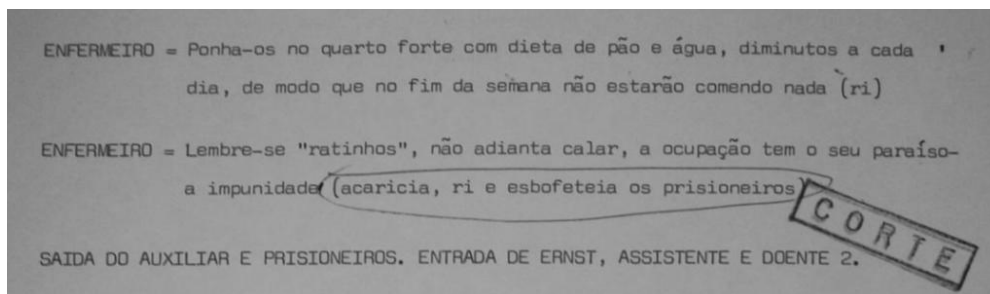 ENFERMEIRO = Ponha-os no quarto forte com dieta de pão e água, diminutos a cada '
dia, de modo que no fim da semana não estarão comendo nada (ri)
ENFERMEIRO = Lembre-se "ratinhos", não adianta calar, a ocupação tem o seu paraíso-
a impunidade (acaricia, ri e esbofeteia os prisioneiros)
CORTE
SAIDA DO AUXILIAR E PRISIONEIROS. ENTRADA DE ERNST, ASSISTENTE E DOENTE 2.